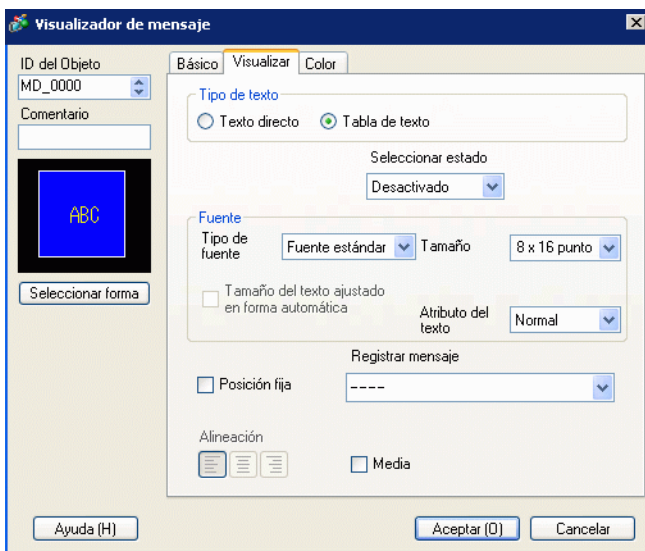 Visualizador de mensaje
ID del Objeto
MD_0000
Comentario
ABC
Seleccionar forma
Básico Visualizar Color
Tipo de texto
Texto directo Tabla de texto
Seleccionar estado
Desactivado
Fuente
Tipo de
fuente
Fuente estándar
Tamaño
8 x 16 punto
Tamaño del texto ajustado
en forma automática
Atributo del
texto
Normal
Registrar mensaje
Posición fija
----
Alineación
Media
Ayuda (H)
Aceptar (O)
Cancelar